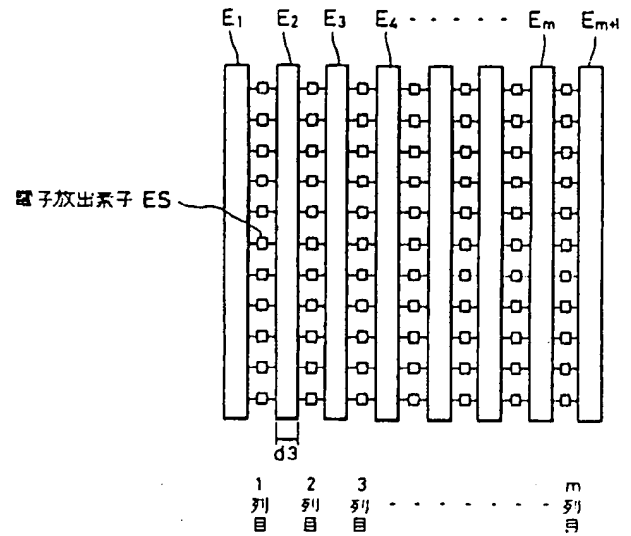 E₁ E₂ E₃ E₄ - - - - - - Eₘ Eₘ₊₁
電子放出素子 ES
d3
1列目 2列目 3列目 - - - - - - - - - m列目